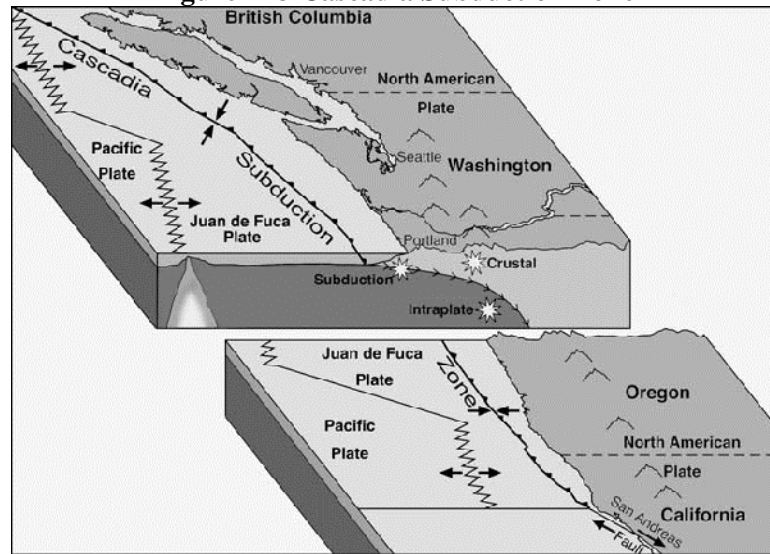 British Columbia
Vancouver
North American
Plate
Cascadia
Subduction
Seattle
Washington
Pacific
Plate
Juan de Fuca
Plate
Portland
Subduction
Crustal
Intraplate
Juan de Fuca
Plate
Zone
Oregon
Pacific
Plate
North American
Plate
San Andreas
California
Fault